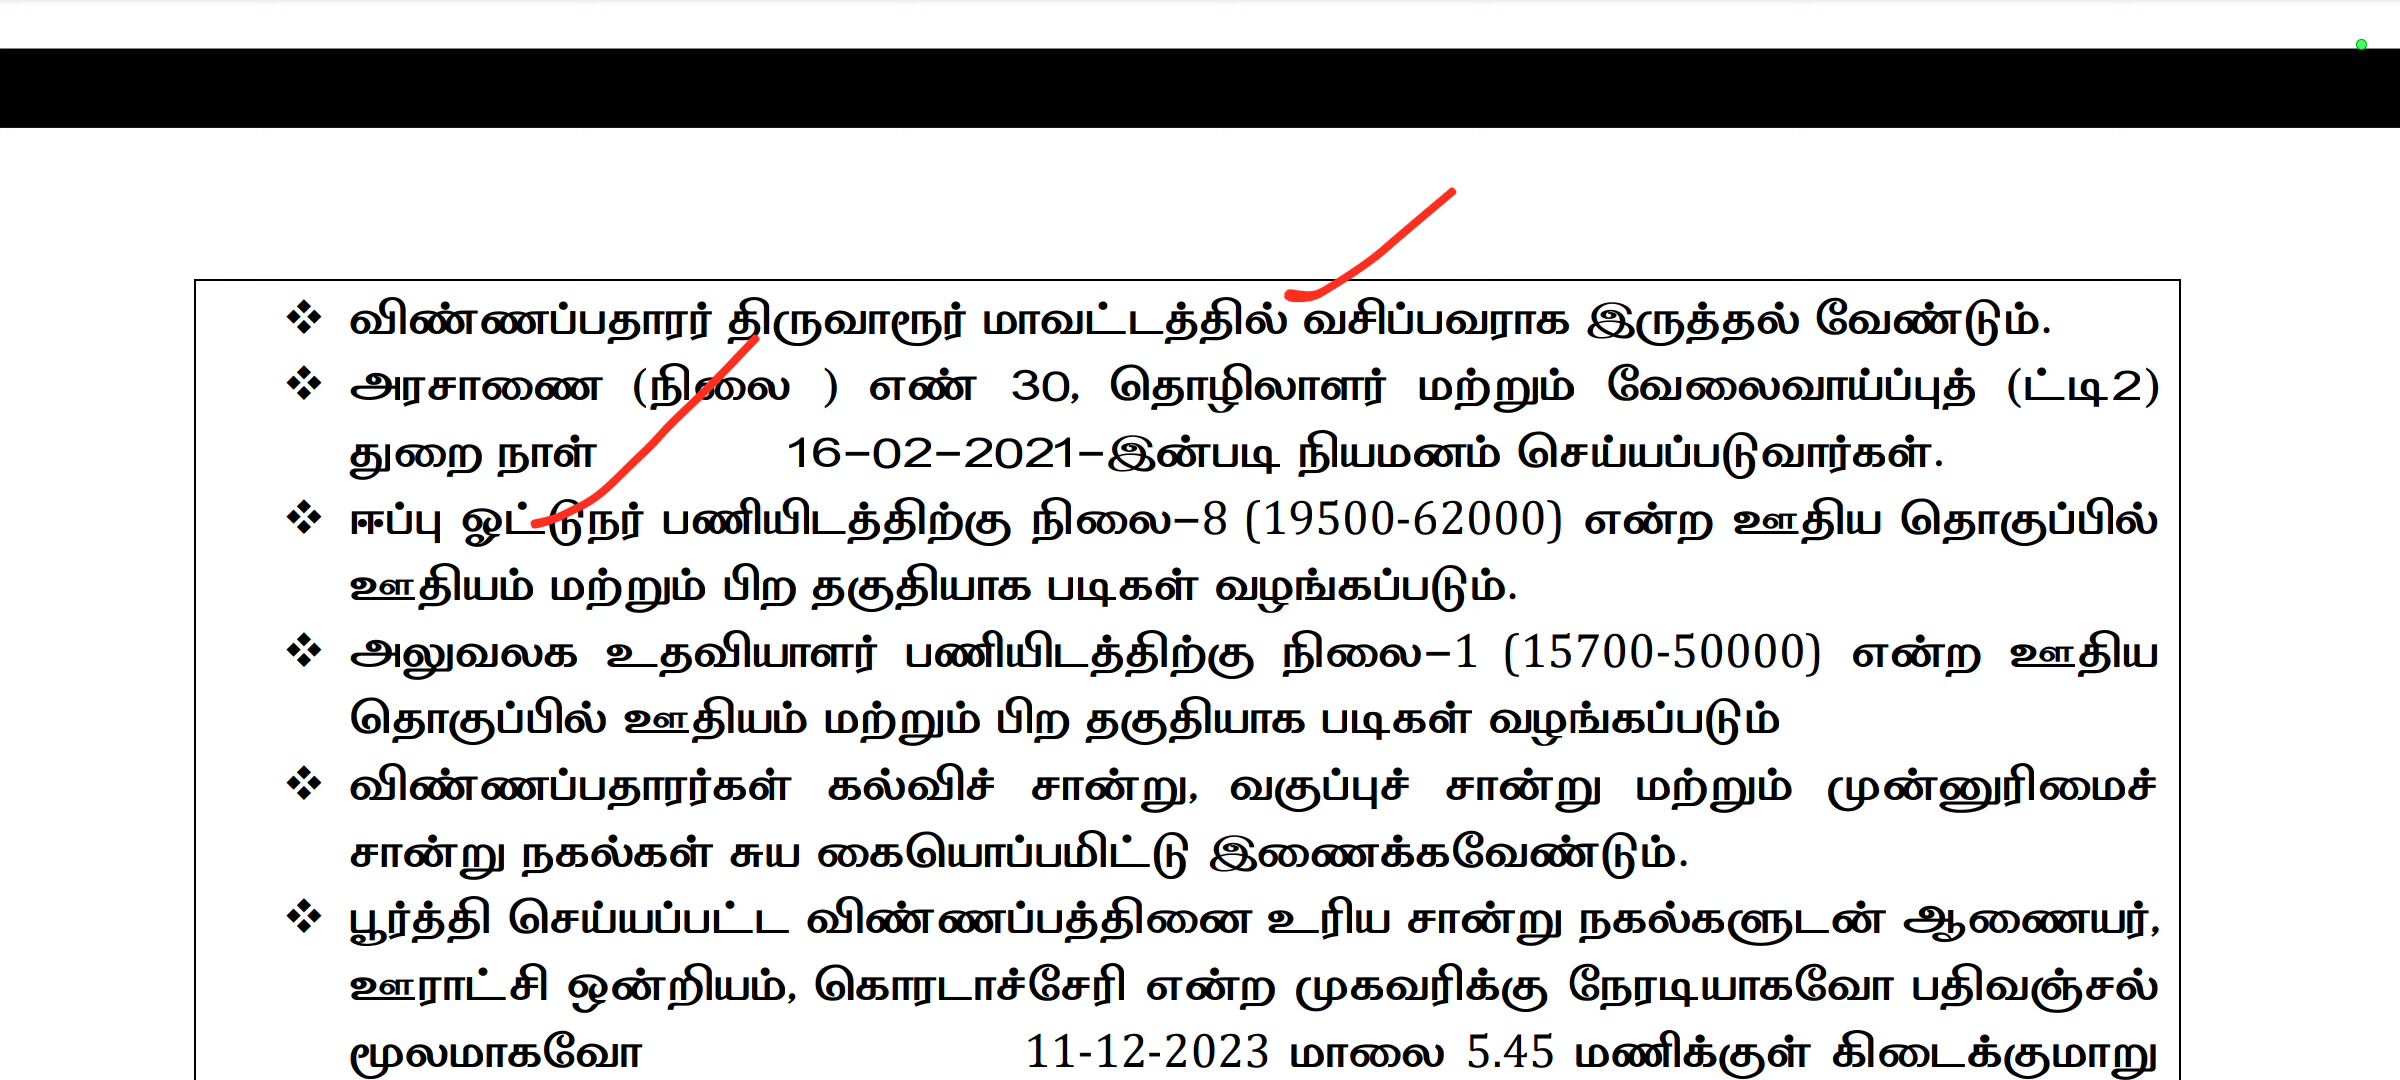 ❖ விண்ணப்பதாரர் திருவாரூர் மாவட்டத்தில் வசிப்பவராக இருத்தல் வேண்டும்.
❖ அரசாணை (நிலை ) எண் 30, தொழிலாளர் மற்றும் வேலைவாய்ப்புத் (ட்டி2)
துறை நாள் 16-02-2021-இன்படி நியமனம் செய்யப்படுவார்கள்.
❖ ஈப்பு ஓட்டுநர் பணியிடத்திற்கு நிலை-8 (19500-62000) என்ற ஊதிய தொகுப்பில்
ஊதியம் மற்றும் பிற தகுதியாக படிகள் வழங்கப்படும்.
❖ அலுவலக உதவியாளர் பணியிடத்திற்கு நிலை-1 (15700-50000) என்ற ஊதிய
தொகுப்பில் ஊதியம் மற்றும் பிற தகுதியாக படிகள் வழங்கப்படும்
❖ விண்ணப்பதாரர்கள் கல்விச் சான்று, வகுப்புச் சான்று மற்றும் முன்னுரிமைச்
சான்று நகல்கள் சுய கையொப்பமிட்டு இணைக்கவேண்டும்.
❖ பூர்த்தி செய்யப்பட்ட விண்ணப்பத்தினை உரிய சான்று நகல்களுடன் ஆணையர்,
ஊராட்சி ஒன்றியம், கொரடாச்சேரி என்ற முகவரிக்கு நேரடியாகவோ பதிவஞ்சல்
மூலமாகவோ 11-12-2023 மாலை 5.45 மணிக்குள் கிடைக்குமாறு